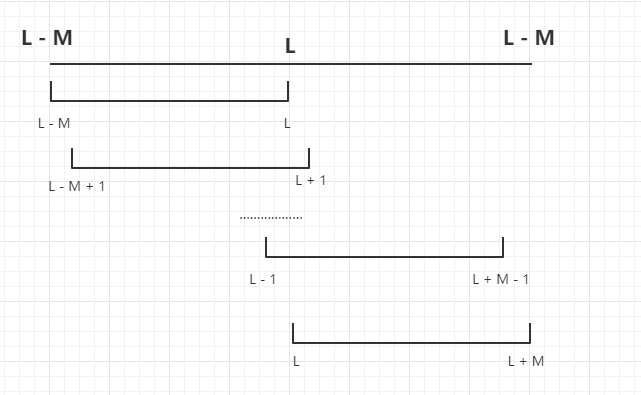 L - M
L
L - M
L - M
L
L - M + 1
L + 1
..................
L - 1
L + M - 1
L
L + M